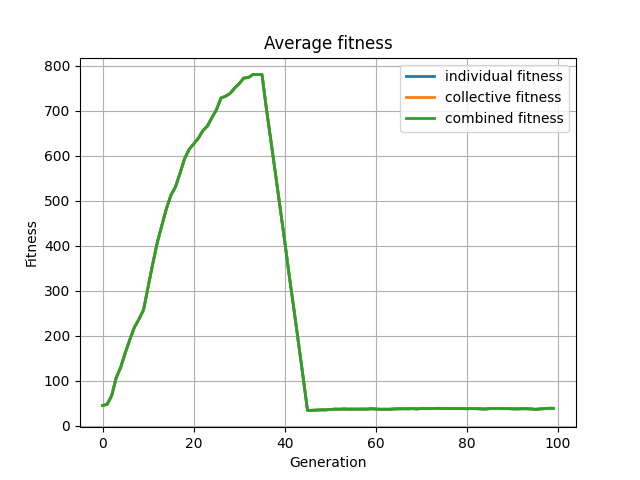 Average fitness
individual fitness
collective fitness
combined fitness
800
700
600
500
400
300
200
100
0
Fitness
0 20 40 60 80 100
Generation